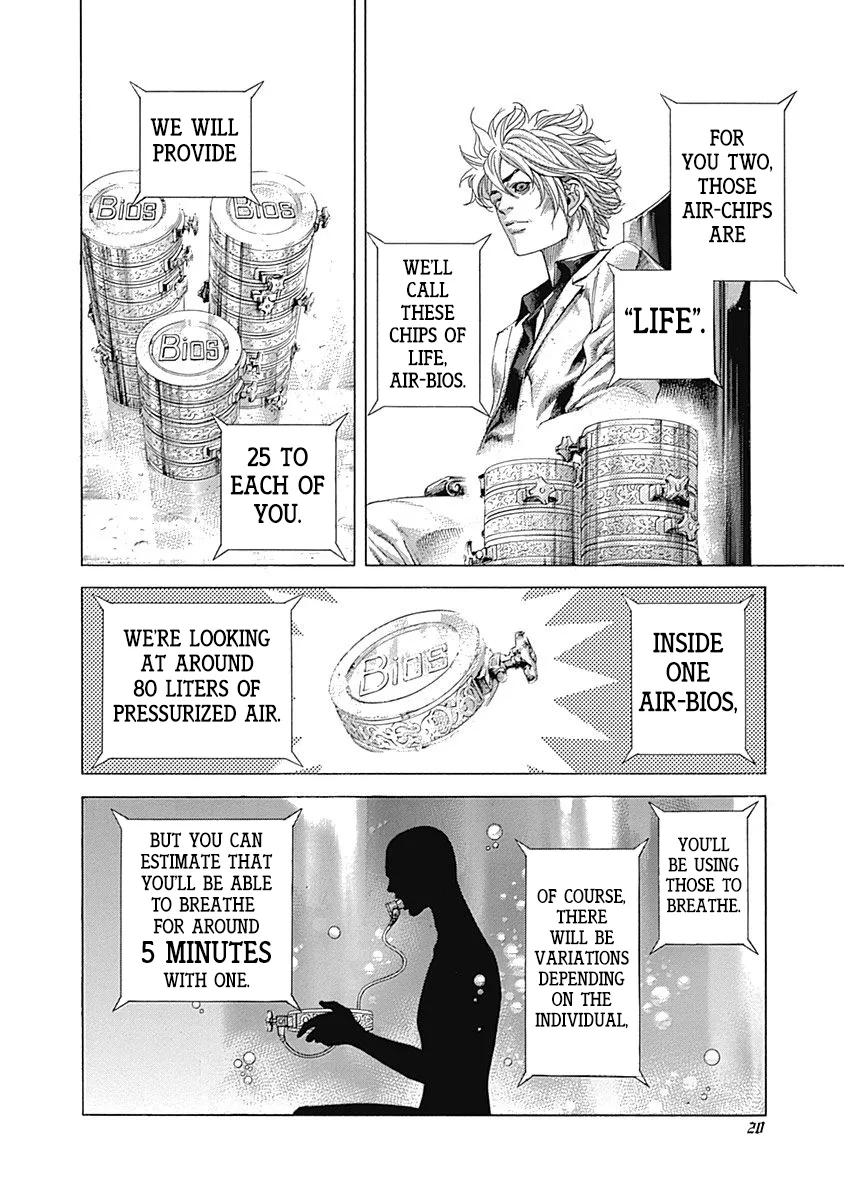 FOR
YOU TWO,
THOSE
AIR-CHIPS
ARE
"LIFE".
WE'LL
CALL
THESE
CHIPS OF
LIFE,
AIR-BIOS.
WE WILL
PROVIDE
Bios
Bios
Bios
25 TO
EACH OF
YOU.
INSIDE
ONE
AIR-BIOS,
Bios
WE'RE LOOKING
AT AROUND
80 LITERS OF
PRESSURIZED AIR.
YOU'LL
BE USING
THOSE TO
BREATHE.
OF COURSE,
THERE
WILL BE
VARIATIONS
DEPENDING
ON THE
INDIVIDUAL,
BUT YOU CAN
ESTIMATE THAT
YOU'LL BE ABLE
TO BREATHE
FOR AROUND
5 MINUTES
WITH ONE.
20